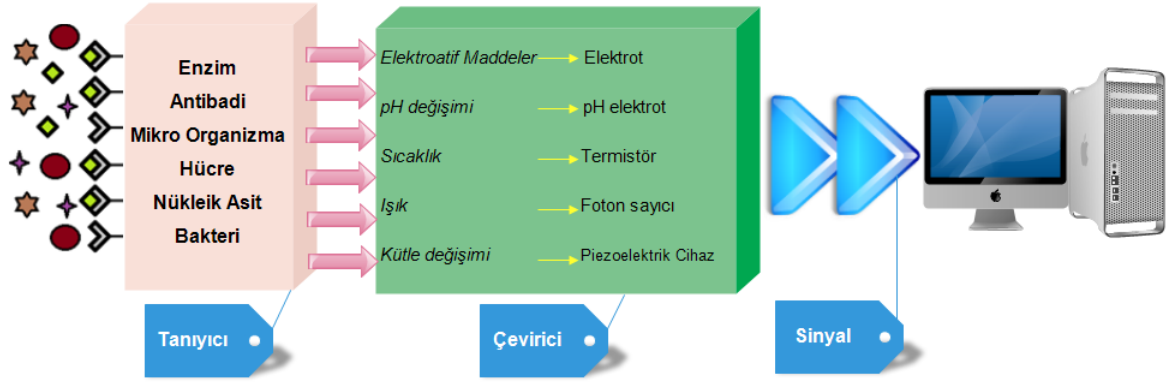 Enzim
Antibadi
Mikro Organizma
Hücre
Nükleik Asit
Bakteri
Elektroatif Maddeler Elektrot
pH değişimi pH elektrot
Sıcaklık Termistör
Işık Foton sayıcı
Kütle değişimi Piezoelektrik Cihaz
Tanıyıcı
Çevirici
Sinyal